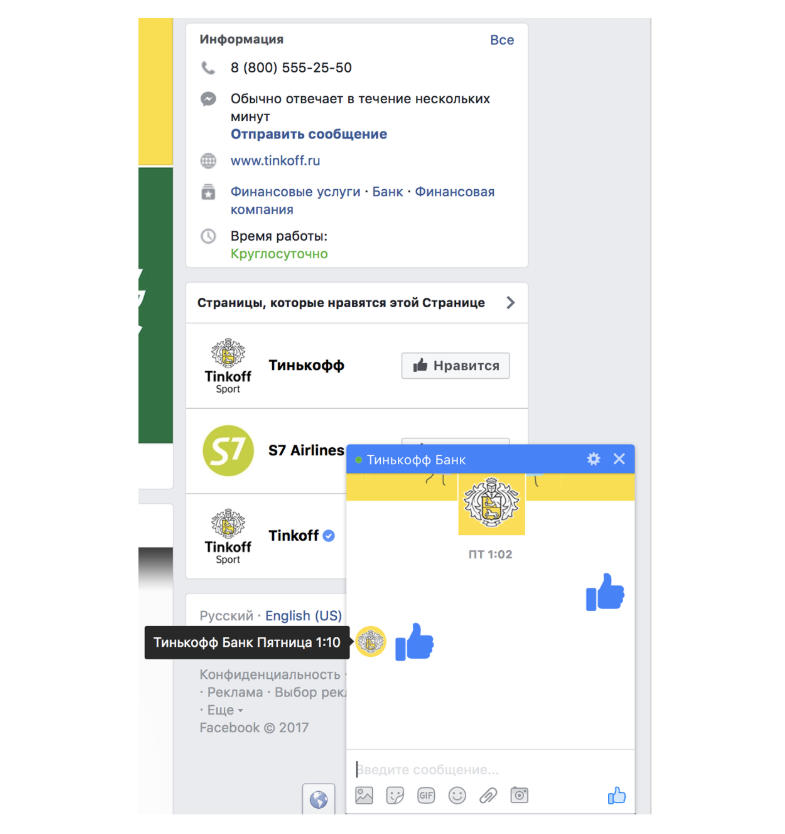 Информация
Все
8 (800) 555-25-50
Обычно отвечает в течение нескольких
минут
Отправить сообщение
www.tinkoff.ru
Финансовые услуги · Банк · Финансовая
компания
Время работы:
Круглосуточно
Страницы, которые нравятся этой Странице
Tinkoff
Sport
Тинькофф
Нравится
S7
S7 Airlines
Tinkoff
Sport
Tinkoff
Тинькофф Банк
ПТ 1:02
Русский · English (US)
Тинькофф Банк Пятница 1:10
Конфиденциальность ·
· Реклама · Выбор
· Еще
Facebook © 2017
Введите сообщение...
GIF